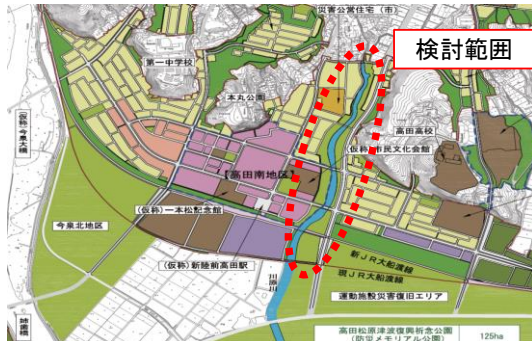 災害公営住宅(市)
検討範囲
第一中学校
本丸公園
高田高校
(仮称)今泉大橋
(仮称)市民文化会館
【高田南地区】
(仮称)一本松記念館
今泉北地区
(仮称)新陸前高田駅
新JR大船渡線
現JR大船渡線
川原川
運動施設災害復旧エリア
姉歯橋
高田松原津波復興祈念公園
(防災メモリアル公園)
125ha